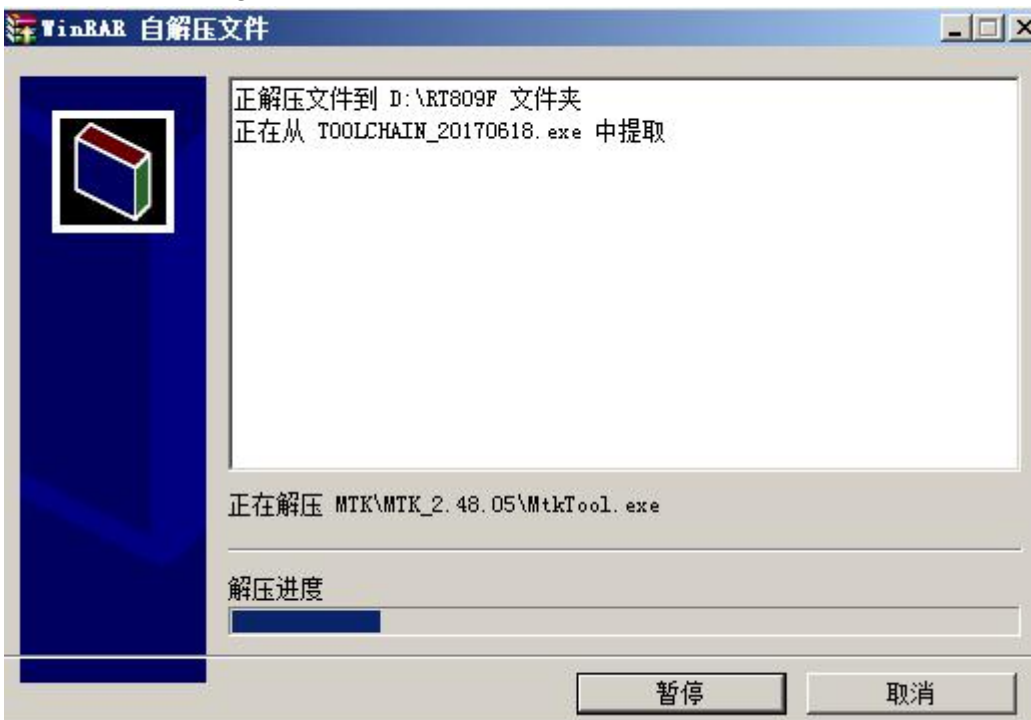 WinRAR 自解压文件
正解压文件到 D:\RT809F 文件夹
正在从 TOOLCHAIN_20170618.exe 中提取
正在解压 MTK\MTK_2.48.05\MtkTool.exe
解压进度
暂停
取消